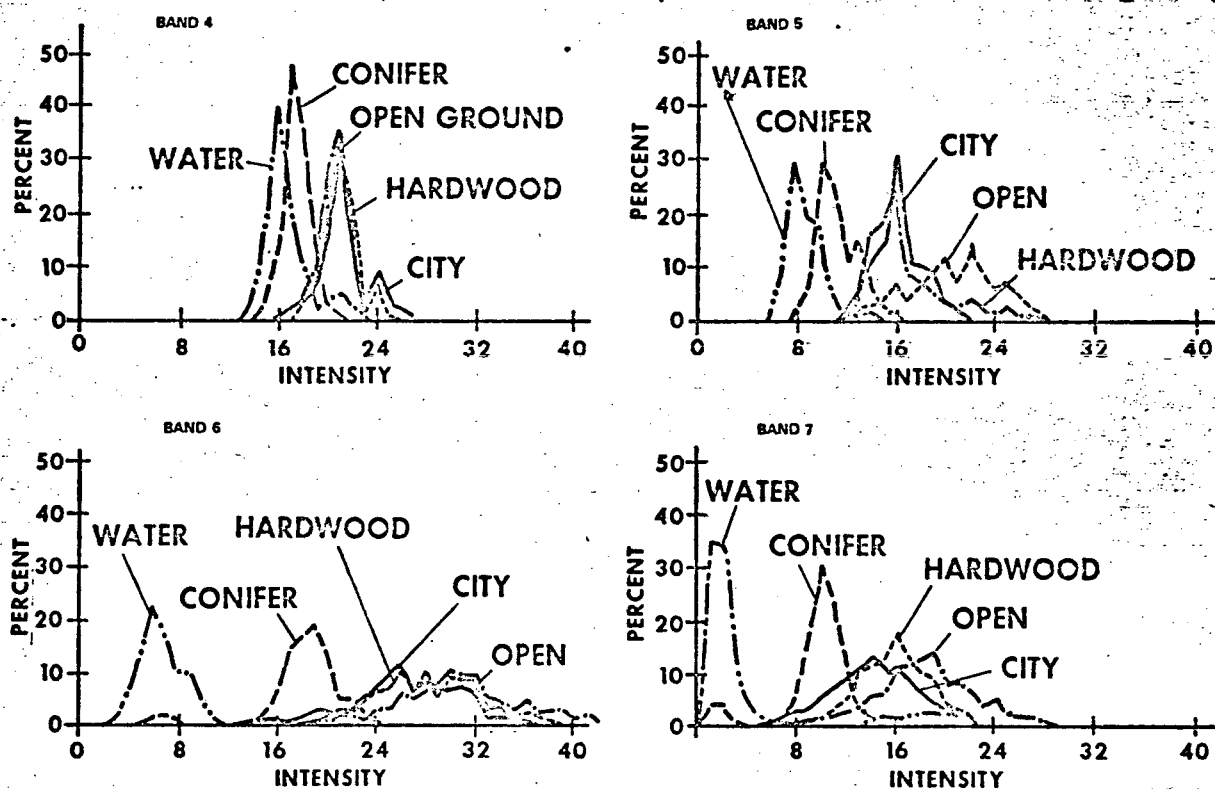 BAND 4
50
40
30
20
10
0
PERCENT
WATER
CONIFER
OPEN GROUND
HARDWOOD
CITY
0 8 16 24 32 40
INTENSITY
BAND 5
50
40
30
20
10
0
PERCENT
WATER
CONIFER
CITY
OPEN
HARDWOOD
0 6 16 24 32 40
INTENSITY
BAND 6
50
40
30
20
10
0
PERCENT
WATER
CONIFER
HARDWOOD
CITY
OPEN
0 8 16 24 32 40
INTENSITY
BAND 7
50
40
30
20
10
0
PERCENT
WATER
CONIFER
HARDWOOD
OPEN
CITY
0 8 16 24 32 40
INTENSITY